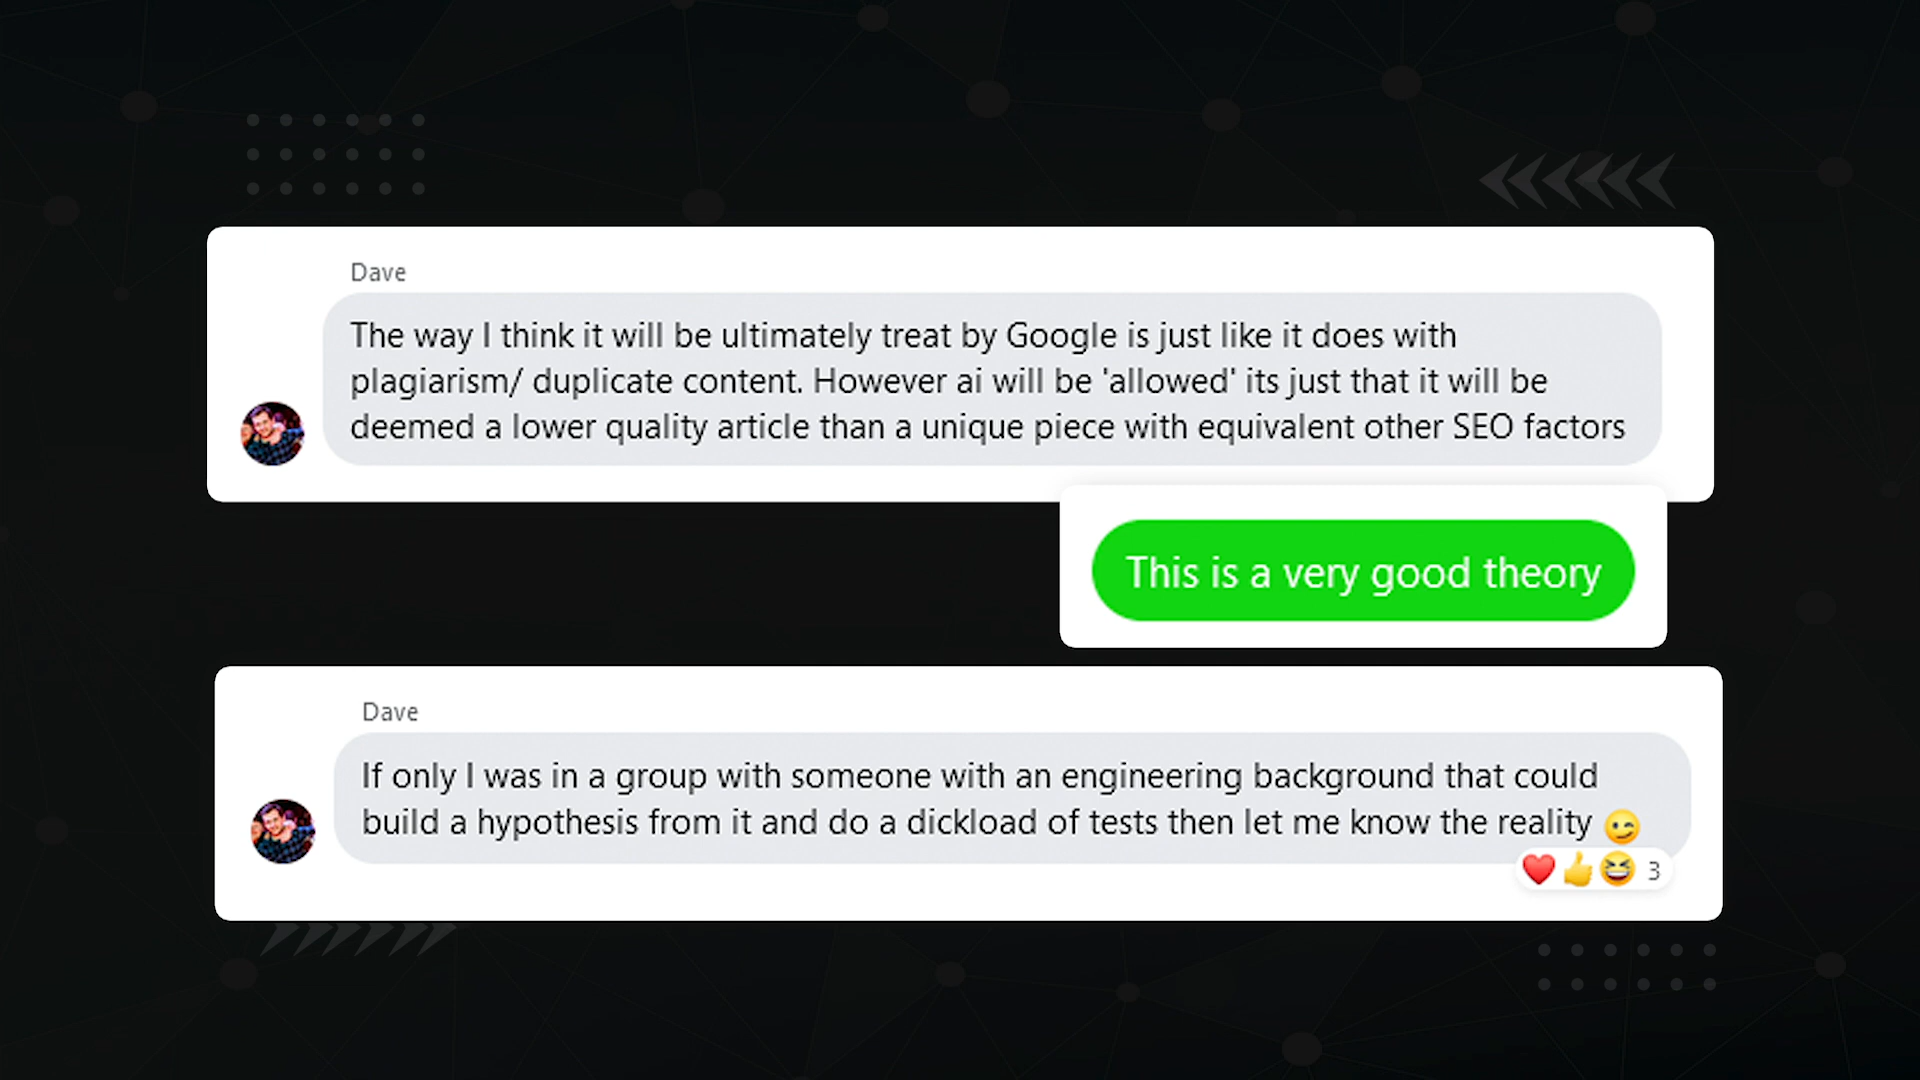 Dave
The way I think it will be ultimately treat by Google is just like it does with
plagiarism/ duplicate content. However ai will be 'allowed' its just that it will be
deemed a lower quality article than a unique piece with equivalent other SEO factors
This is a very good theory
Dave
If only I was in a group with someone with an engineering background that could
build a hypothesis from it and do a dickload of tests then let me know the reality 😉
❤️👍😆 3